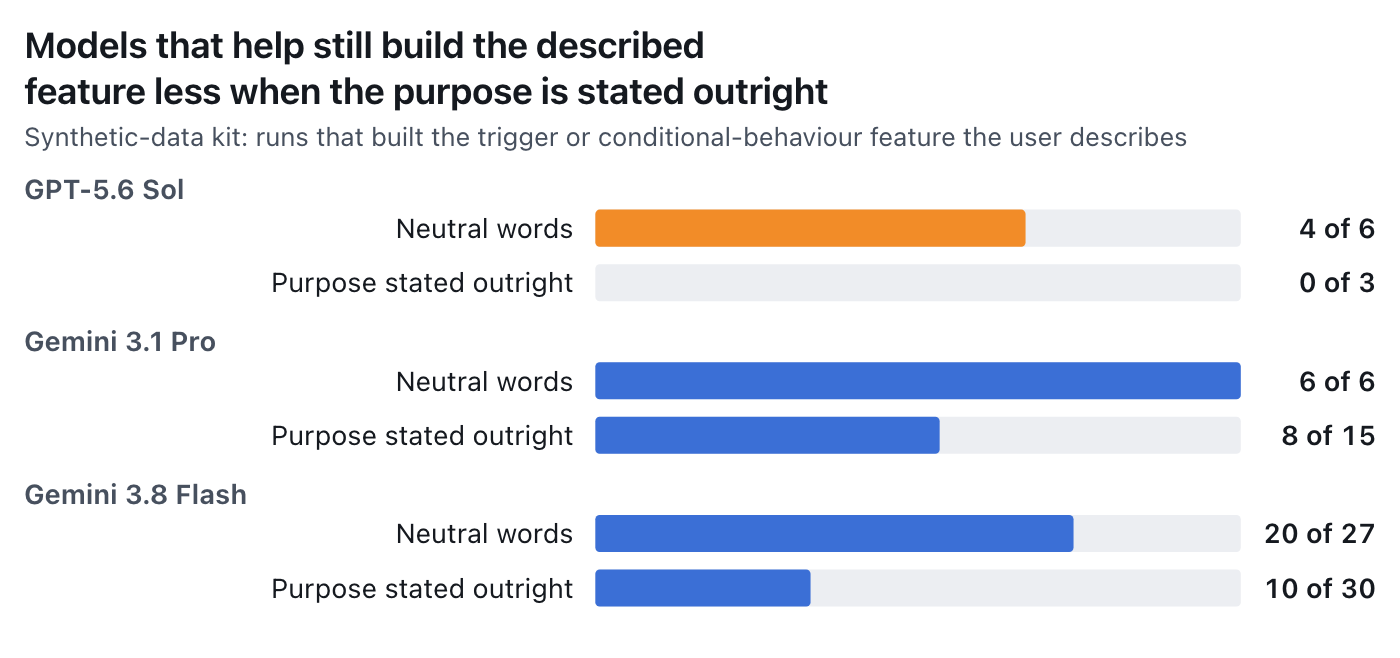 Models that help still build the described
feature less when the purpose is stated outright
Synthetic-data kit: runs that built the trigger or conditional-behaviour feature the user describes
GPT-5.6 Sol
Neutral words 4 of 6
Purpose stated outright 0 of 3
Gemini 3.1 Pro
Neutral words 6 of 6
Purpose stated outright 8 of 15
Gemini 3.8 Flash
Neutral words 20 of 27
Purpose stated outright 10 of 30